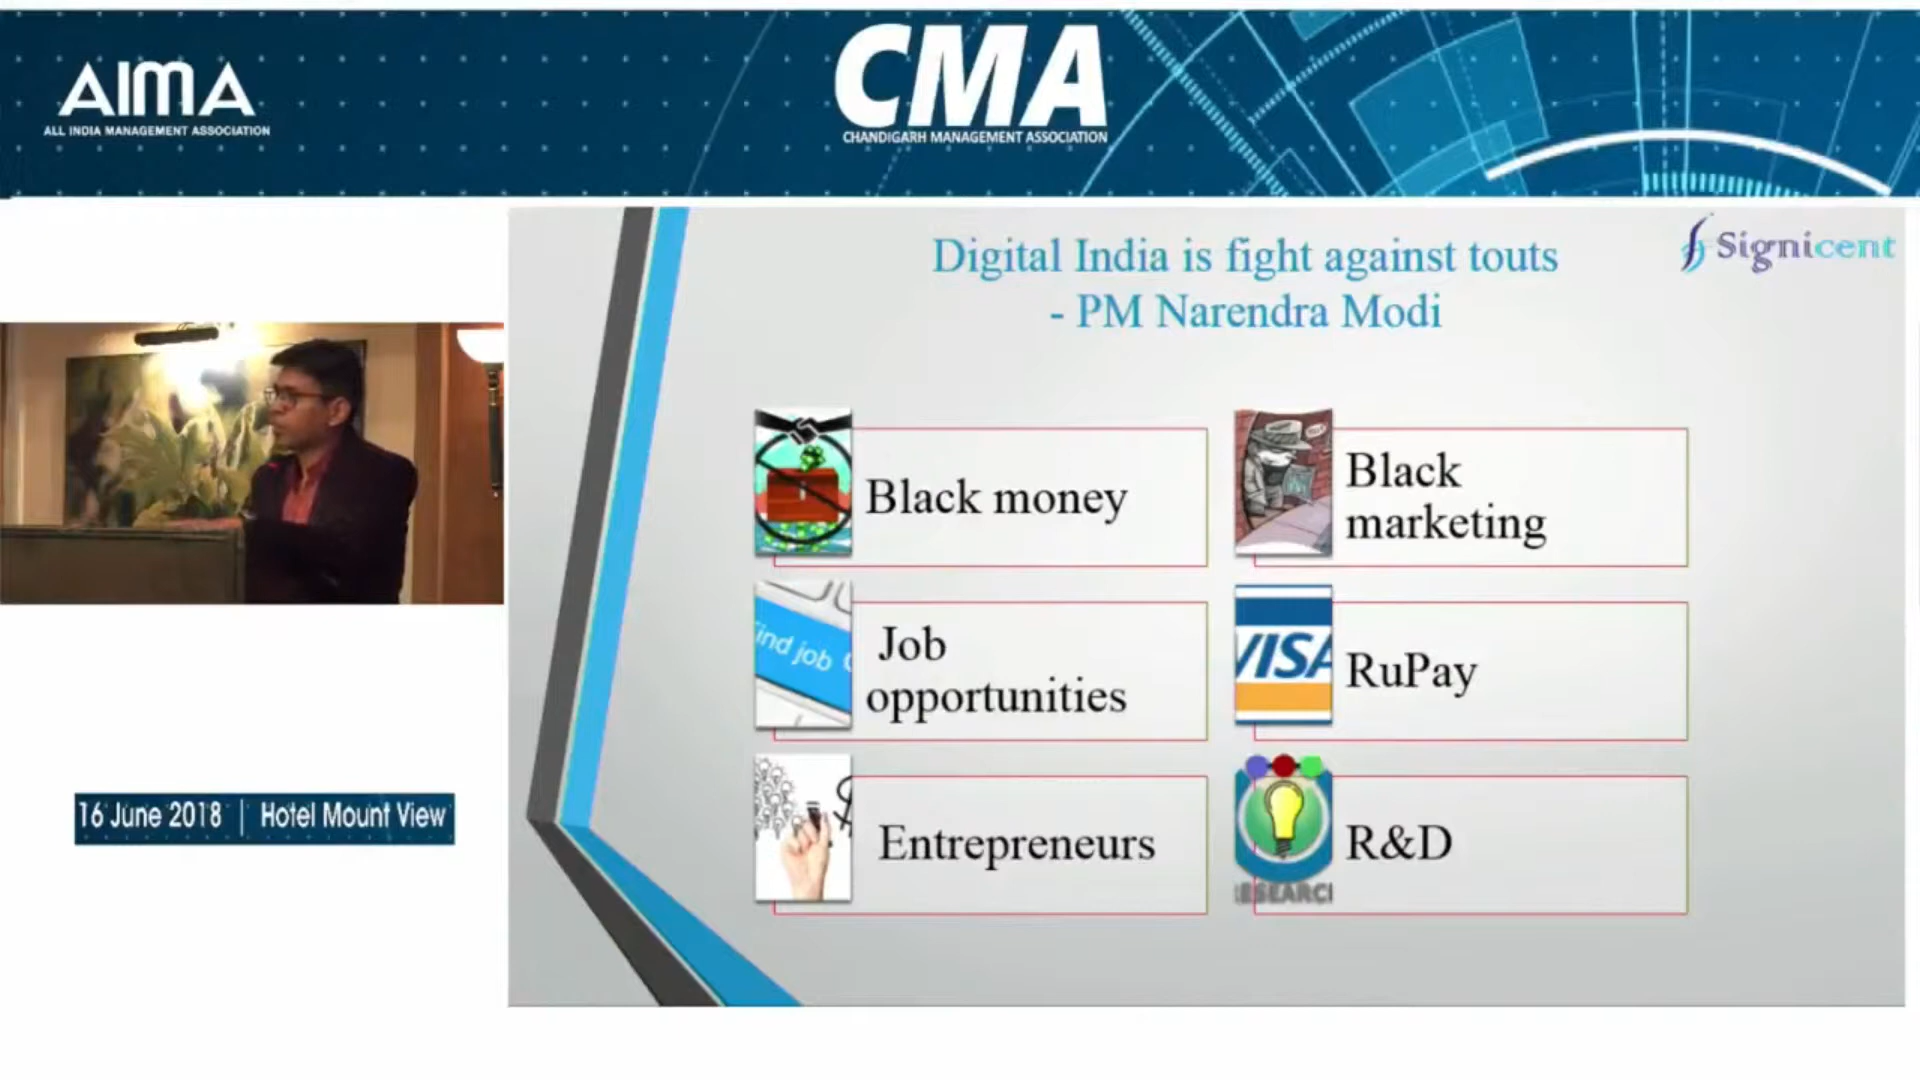 AIMA
ALL INDIA MANAGEMENT ASSOCIATION
CMA
CHANDIGARH MANAGEMENT ASSOCIATION
Signicent
Digital India is fight against touts
- PM Narendra Modi
Black money
Black
marketing
ind job
Job
opportunities
VISA
RuPay
Entrepreneurs
R&D
ESEARC
16 June 2018 | Hotel Mount View